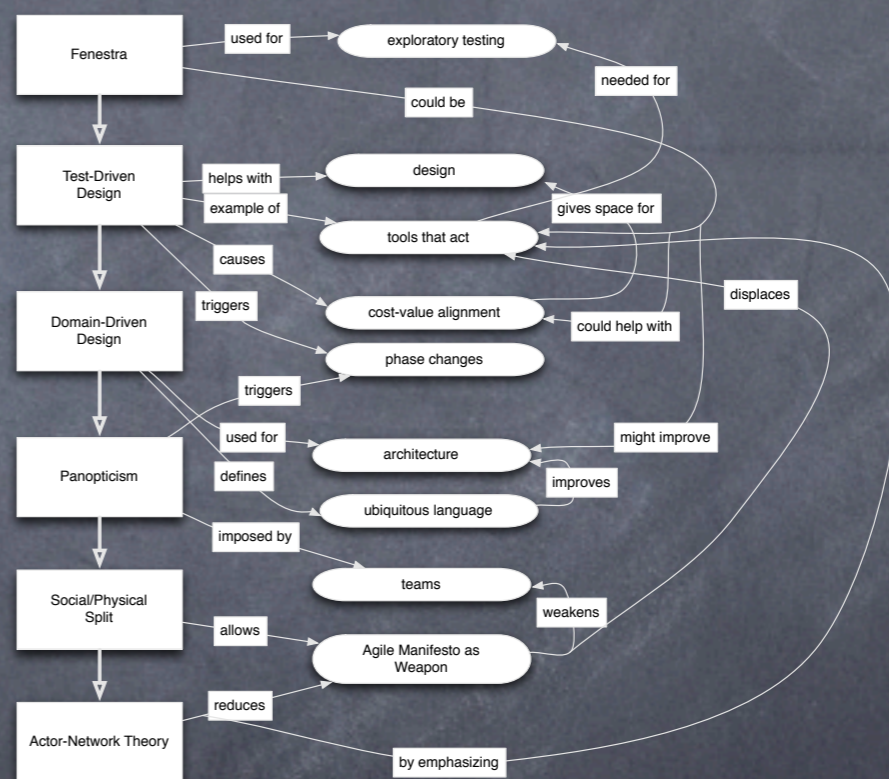 Fenestra
used for
exploratory testing
needed for
could be
Test-Driven
Design
helps with
design
example of
gives space for
tools that act
causes
displaces
triggers
cost-value alignment
Domain-Driven
Design
could help with
phase changes
triggers
used for
might improve
architecture
Panopticism
defines
improves
ubiquitous language
imposed by
teams
Social/Physical
Split
weakens
allows
Agile Manifesto as
Weapon
reduces
Actor-Network Theory
by emphasizing